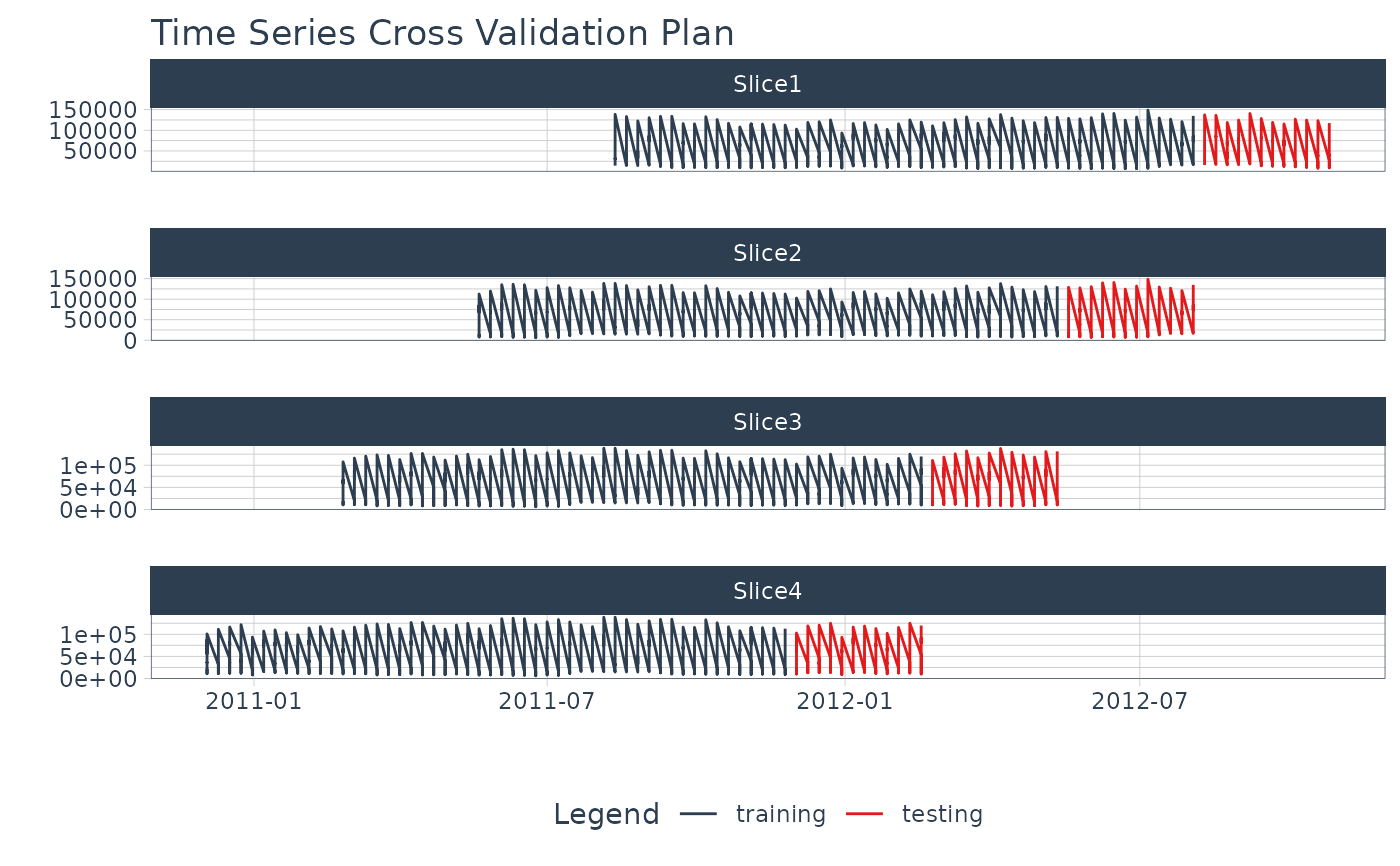 Time Series Cross Validation Plan
Slice1
150000
100000
50000
Slice2
150000
100000
50000
0
Slice3
1e+05
5e+04
0e+00
Slice4
1e+05
5e+04
0e+00
2011-01 2011-07 2012-01 2012-07
Legend training testing